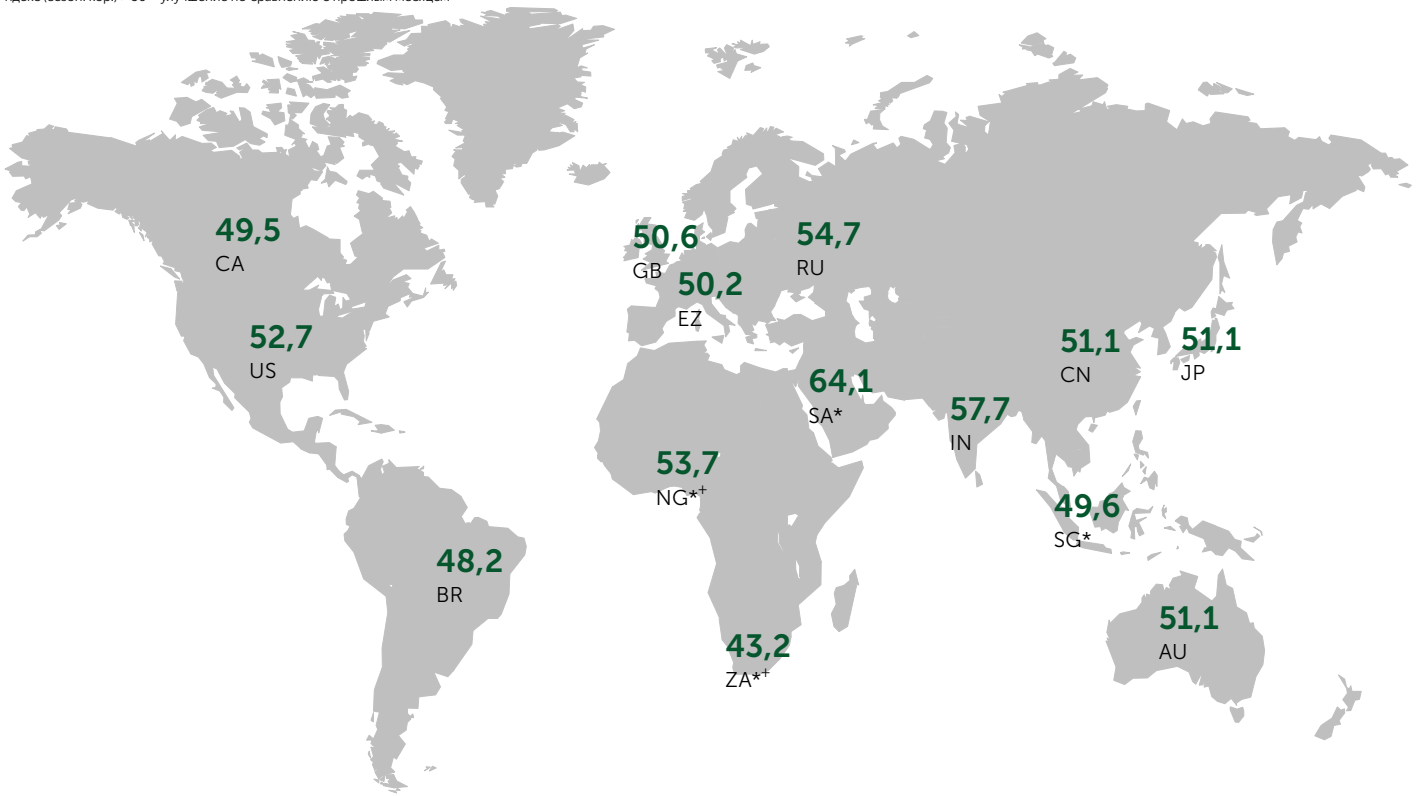 49,5
CA
50,6
GB
54,7
RU
50,2
EZ
52,7
US
51,1
CN
51,1
JP
64,1
SA*
57,7
IN
53,7
NG*⁺
49,6
SG*
48,2
BR
51,1
AU
43,2
ZA*⁺